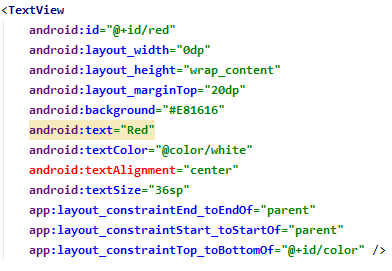 <TextView
android:id="@+id/red"
android:layout_width="0dp"
android:layout_height="wrap_content"
android:layout_marginTop="20dp"
android:background="#E81616"
android:text="Red"
android:textColor="@color/white"
android:textAlignment="center"
android:textSize="36sp"
app:layout_constraintEnd_toEndOf="parent"
app:layout_constraintStart_toStartOf="parent"
app:layout_constraintTop_toBottomOf="@+id/color" />